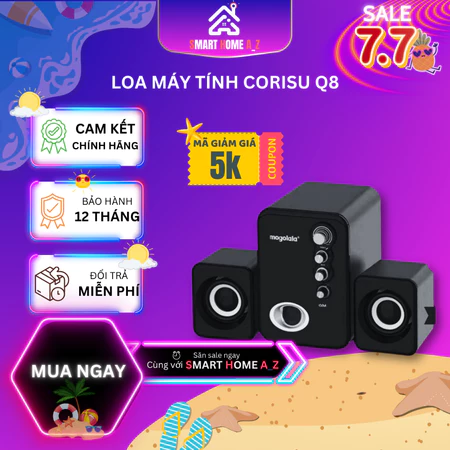 SMART HOME A_Z
SALE
7.7
LOA MÁY TÍNH CORISU Q8
CAM KẾT
CHÍNH HÃNG
MÃ GIẢM GIÁ
5k
COUPON
BẢO HÀNH
12 THÁNG
magolala
ĐỔI TRẢ
MIỄN PHÍ
MUA NGAY
Săn sale ngay
Cùng với SMART HOME A_Z